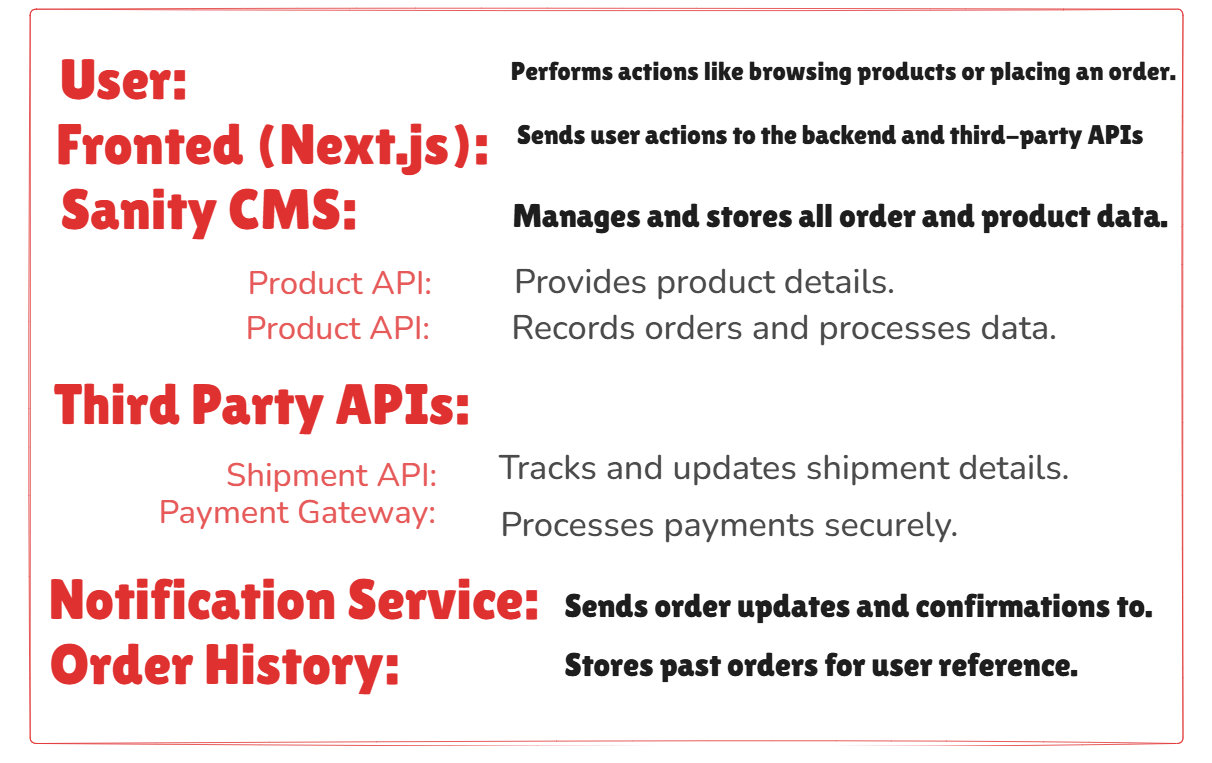 User: Performs actions like browsing products or placing an order.
Fronted (Next.js): Sends user actions to the backend and third-party APIs
Sanity CMS: Manages and stores all order and product data.
Product API: Provides product details.
Product API: Records orders and processes data.
Third Party APIs:
Shipment API: Tracks and updates shipment details.
Payment Gateway: Processes payments securely.
Notification Service: Sends order updates and confirmations to.
Order History: Stores past orders for user reference.